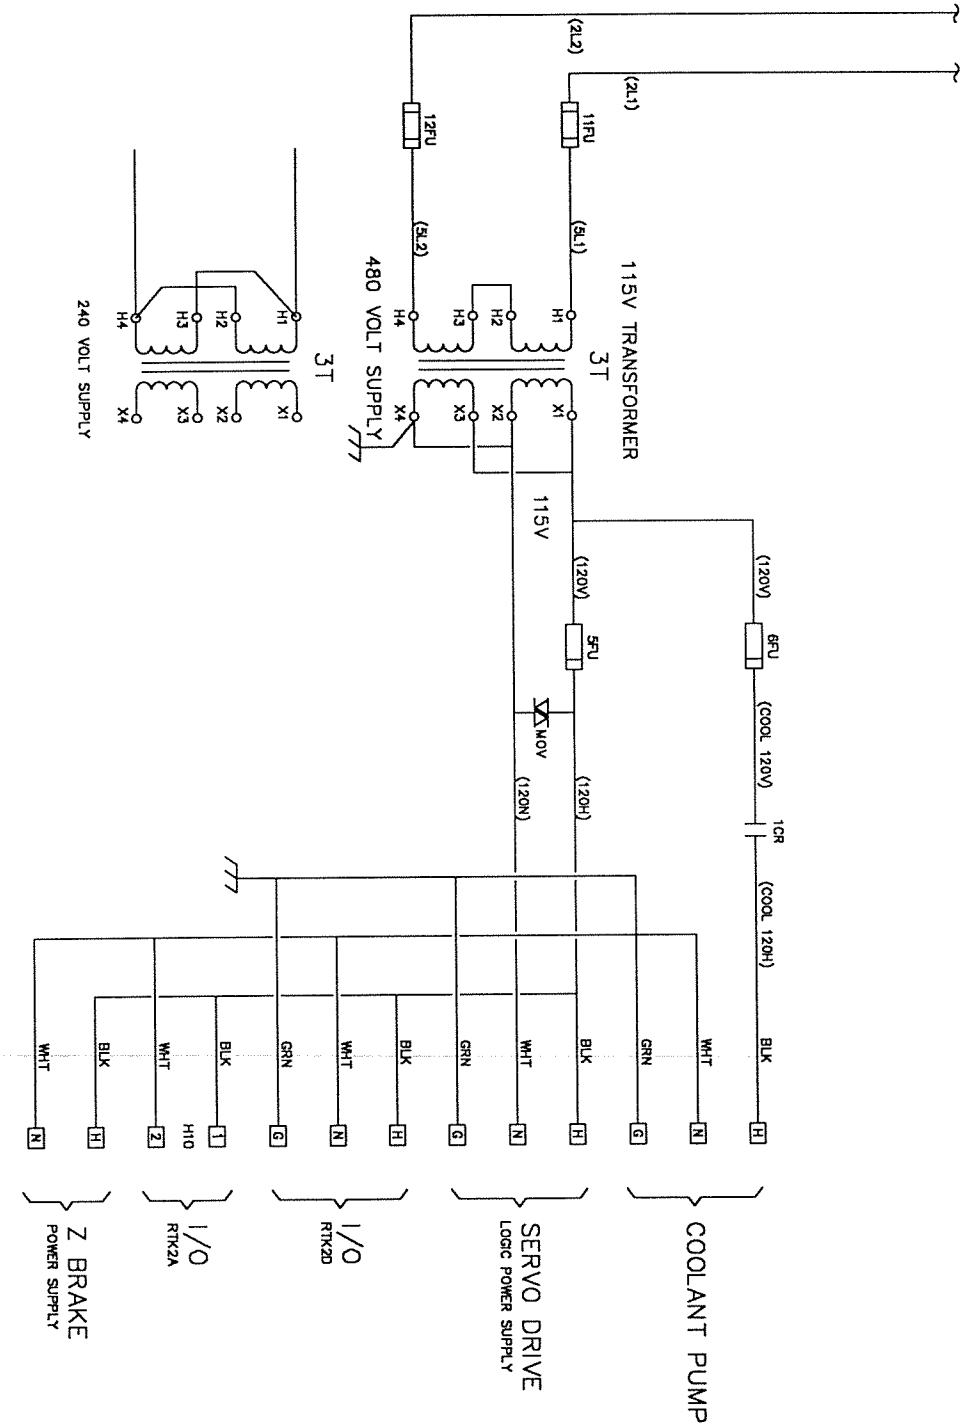 (2L2)
(2L1)
12FU
11FU
(5L2)
(5L1)
115V TRANSFORMER
3T
480 VOLT SUPPLY
H1
H2
H3
H4
X1
X2
X3
X4
3T
240 VOLT SUPPLY
H1
H2
H3
H4
X1
X2
X3
X4
115V
(120V)
6FU
(COOL 120V)
1CR
(COOL 120H)
(120V)
5FU
MOV
(120H)
(120N)
BLK
H
WHT
N
GRN
G
COOLANT PUMP
BLK
H
WHT
N
GRN
G
SERVO DRIVE
LOGIC POWER SUPPLY
BLK
H
WHT
N
GRN
G
I/O
RTK2D
BLK
1
H10
WHT
2
I/O
RTK2A
BLK
H
WHT
N
Z BRAKE
POWER SUPPLY